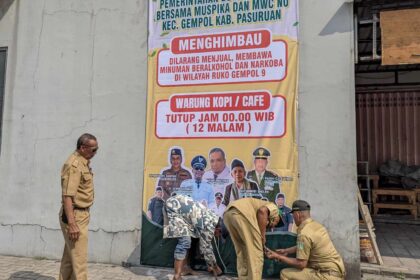 PEMERINTAHAN
BERSAMA MUSPIKA DAN MWC NU
KEC. GEMPOL KAB. PASURUAN
MENGHIMBAU
DILARANG MENJUAL, MEMBAWA
MINUMAN BERALKOHOL DAN NARKOBA
DI WILAYAH RUKO GEMPOL 9
WARUNG KOPI / CAFE
TUTUP JAM 00.00 WIB
( 12 MALAM )